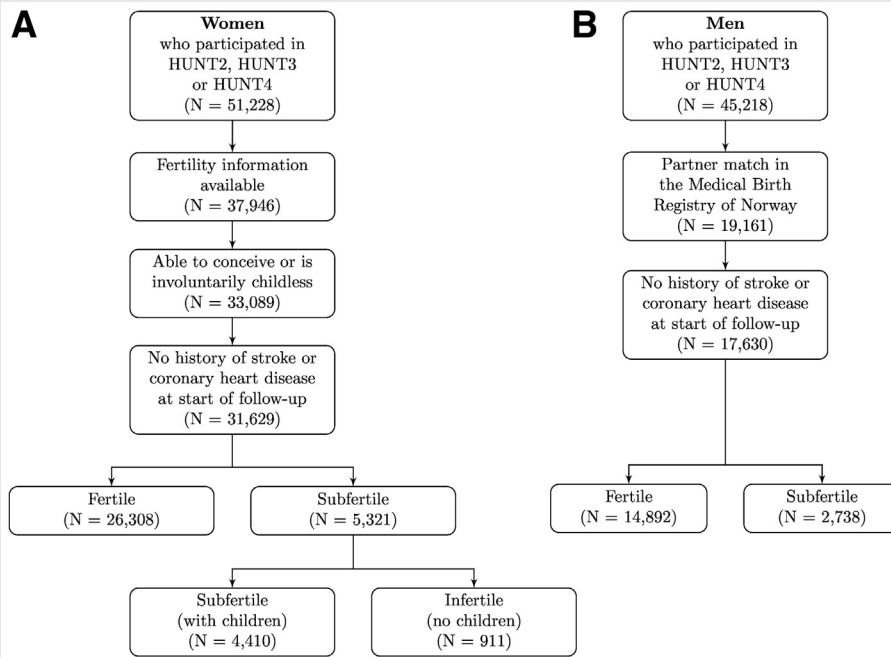 A
Women
who participated in
HUNT2, HUNT3
or HUNT4
(N = 51,228)
Fertility information
available
(N = 37,946)
Able to conceive or is
involuntarily childless
(N = 33,089)
No history of stroke or
coronary heart disease
at start of follow-up
(N = 31,629)
Fertile
(N = 26,308)
Subfertile
(N = 5,321)
Subfertile
(with children)
(N = 4,410)
Infertile
(no children)
(N = 911)
B
Men
who participated in
HUNT2, HUNT3
or HUNT4
(N = 45,218)
Partner match in
the Medical Birth
Registry of Norway
(N = 19,161)
No history of stroke or
coronary heart disease
at start of follow-up
(N = 17,630)
Fertile
(N = 14,892)
Subfertile
(N = 2,738)